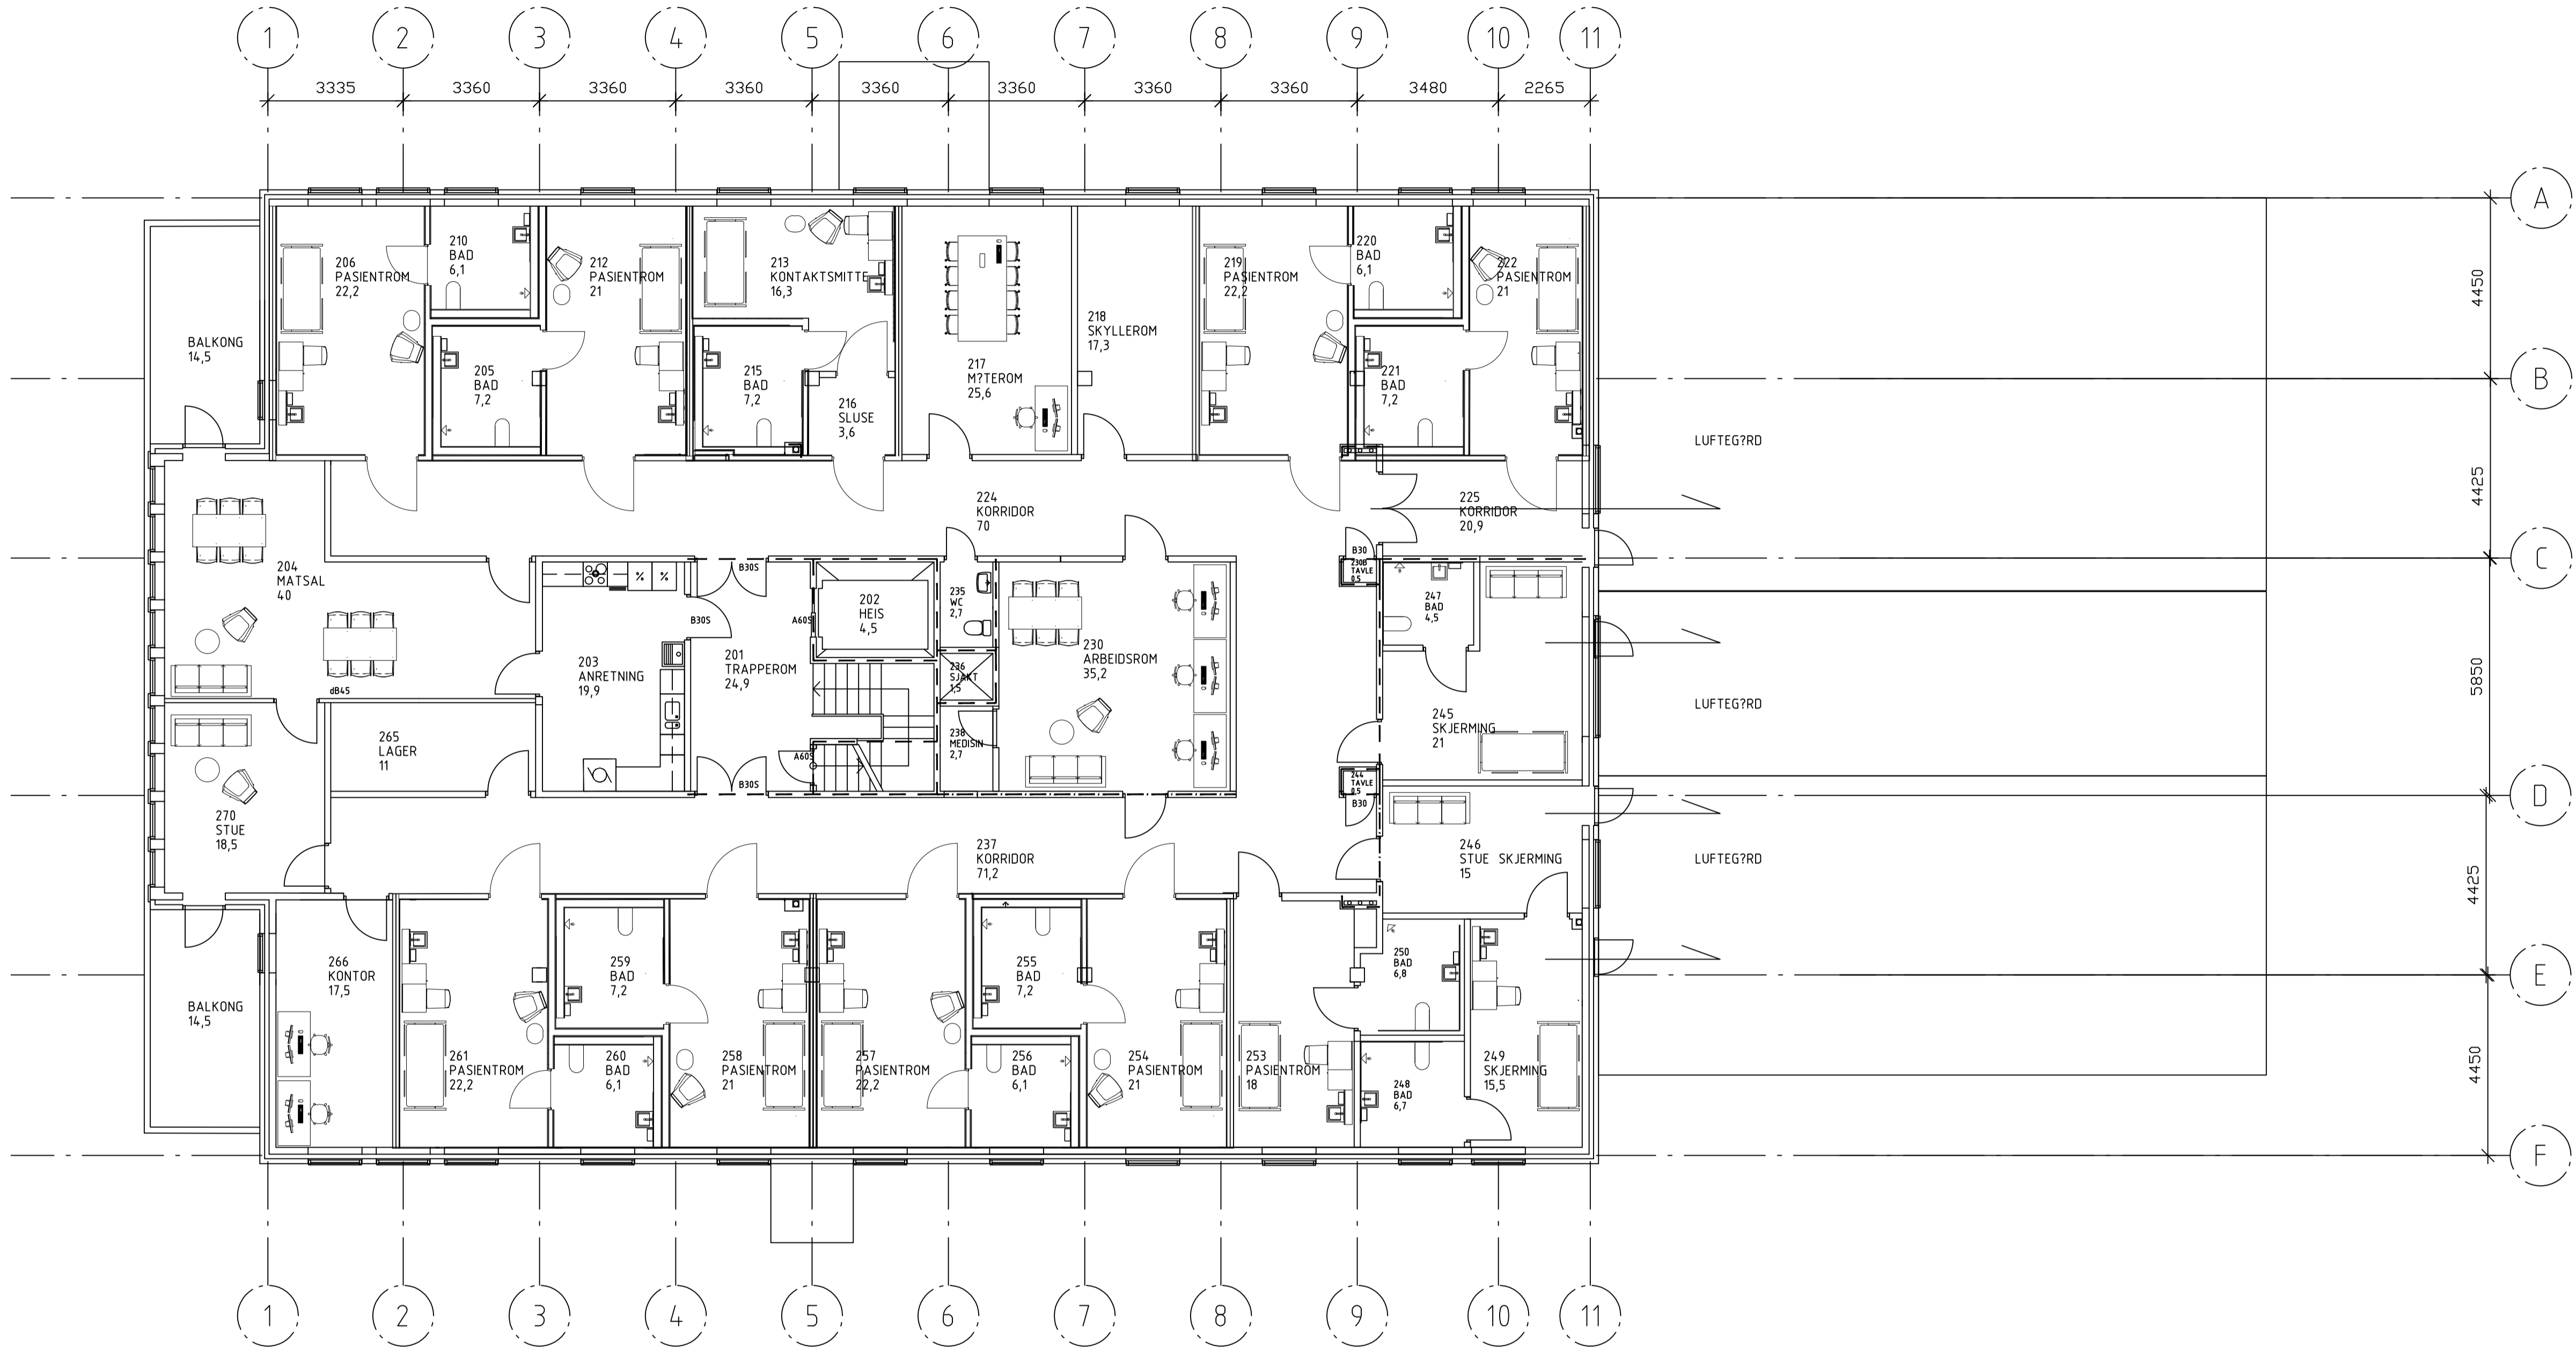 1 2 3 4 5 6 7 8 9 10 11
3335 3360 3360 3360 3360 3360 3360 3360 3480 2265
A
B
C
D
E
F
4450
4425
5850
4425
4450
BALKONG
14,5
206
PASIENTROM
22,2
210
BAD
6,1
205
BAD
7,2
212
PASIENTROM
21
213
KONTAKTSMITTE
16,3
215
BAD
7,2
216
SLUSE
3,6
217
M?TEROM
25,6
218
SKYLLEROM
17,3
219
PASIENTROM
22,2
220
BAD
6,1
221
BAD
7,2
222
PASIENTROM
21
LUFTEG?RD
224
KORRIDOR
70
225
KORRIDOR
20,9
204
MATSAL
40
dB45
203
ANRETNING
19,9
B30S
B30S
201
TRAPPEROM
24,9
A60S
202
HEIS
4,5
235
WC
2,7
236
SJAKT
1,5
238
MEDISIN
2,7
A60S
B30S
230
ARBEIDSROM
35,2
B30
230B
TAVLE
0,5
247
BAD
4,5
245
SKJERMING
21
LUFTEG?RD
244
TAVLE
0,5
B30
265
LAGER
11
270
STUE
18,5
237
KORRIDOR
71,2
246
STUE SKJERMING
15
LUFTEG?RD
BALKONG
14,5
266
KONTOR
17,5
261
PASIENTROM
22,2
259
BAD
7,2
260
BAD
6,1
258
PASIENTROM
21
257
PASIENTROM
22,2
255
BAD
7,2
256
BAD
6,1
254
PASIENTROM
21
253
PASIENTROM
18
250
BAD
6,8
248
BAD
6,7
249
SKJERMING
15,5
1 2 3 4 5 6 7 8 9 10 11